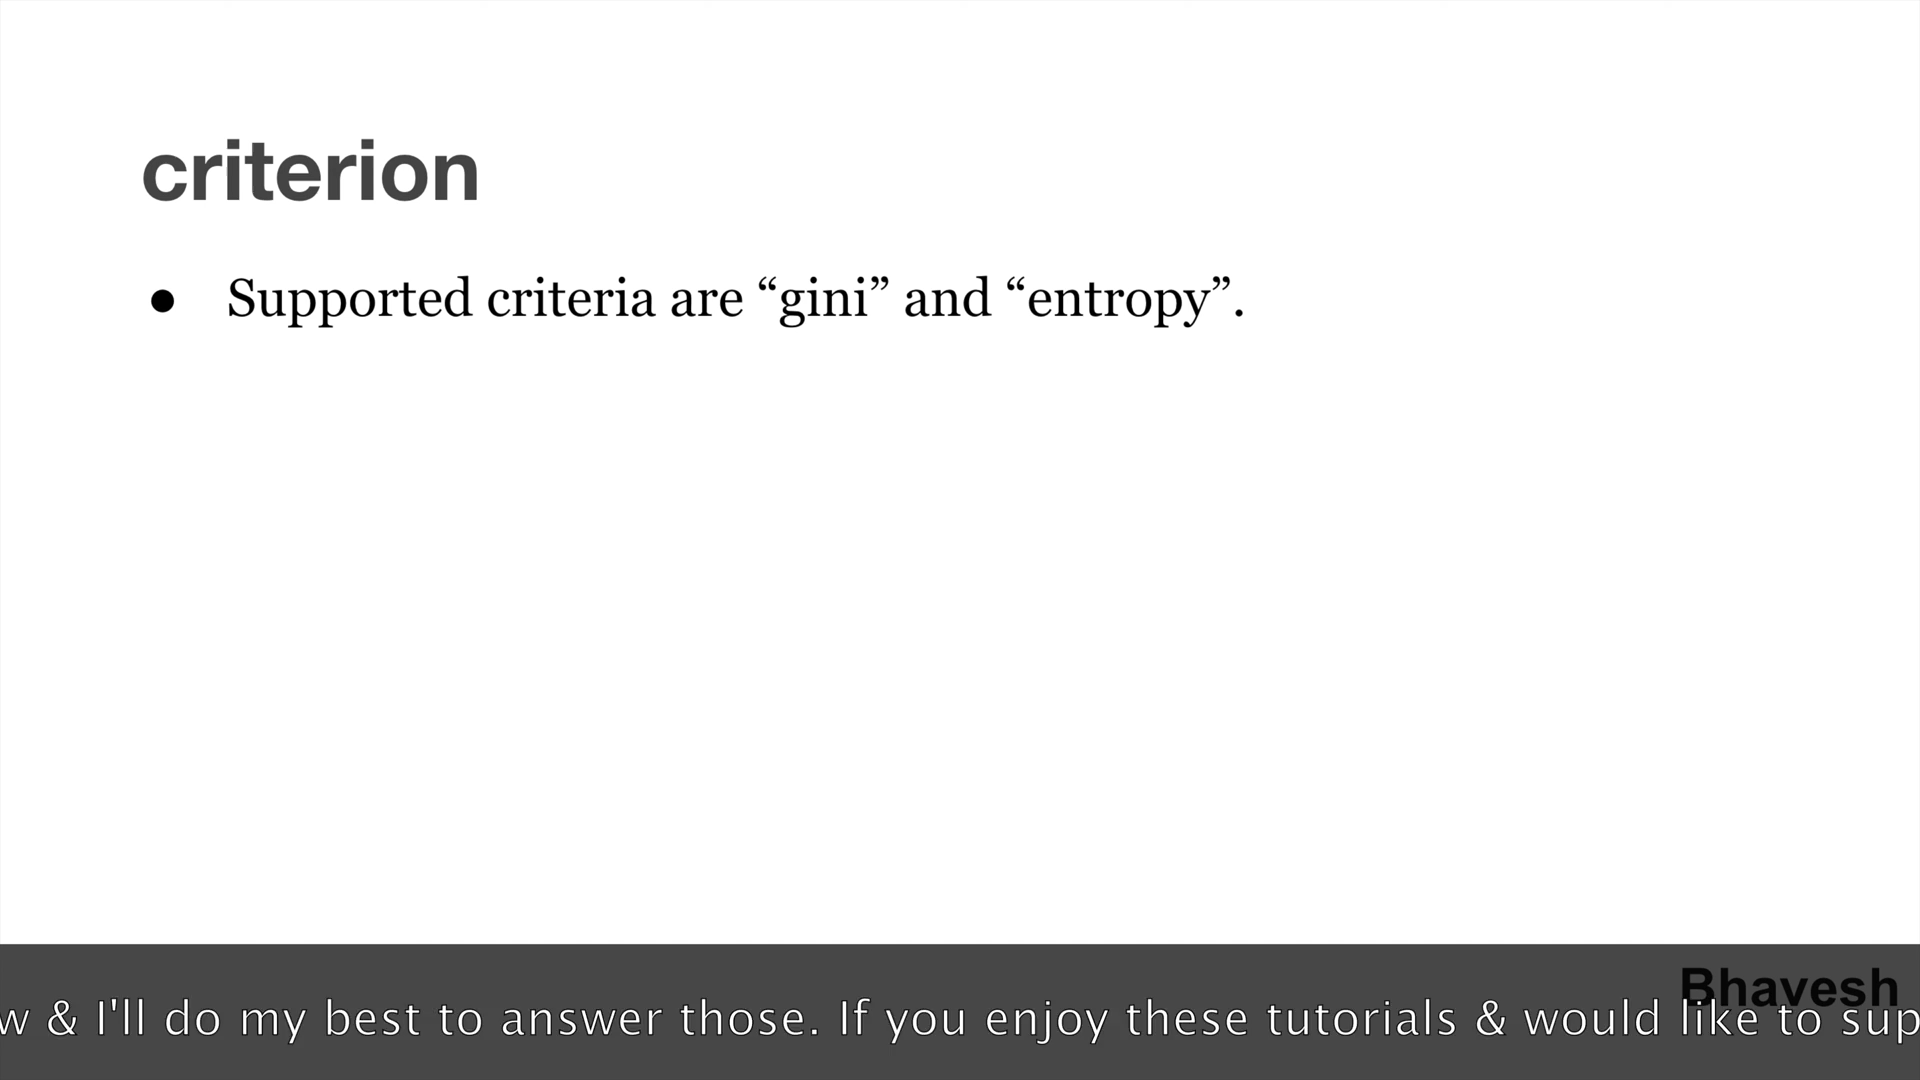 criterion
● Supported criteria are “gini” and “entropy”.
Bhavesh
& I'll do my best to answer those. If you enjoy these tutorials & would like to